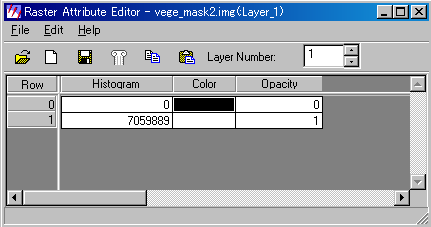 Raster Attribute Editor - vege_mask2.img(:Layer_1)
File Edit Help
Layer Number: 1
Row Histogram Color Opacity
0 0 0
1 7059889 1